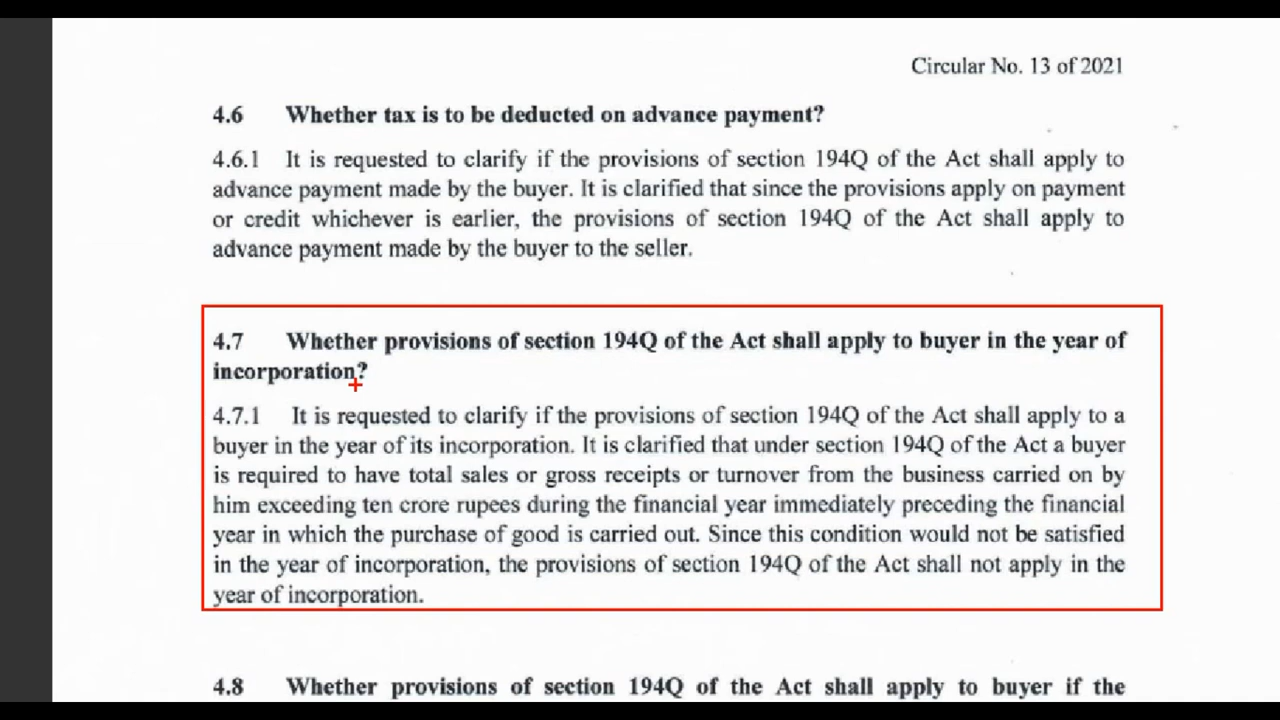 Circular No. 13 of 2021
4.6 Whether tax is to be deducted on advance payment?
4.6.1 It is requested to clarify if the provisions of section 194Q of the Act shall apply to
advance payment made by the buyer. It is clarified that since the provisions apply on payment
or credit whichever is earlier, the provisions of section 194Q of the Act shall apply to
advance payment made by the buyer to the seller.
4.7 Whether provisions of section 194Q of the Act shall apply to buyer in the year of
incorporation?
4.7.1 It is requested to clarify if the provisions of section 194Q of the Act shall apply to a
buyer in the year of its incorporation. It is clarified that under section 194Q of the Act a buyer
is required to have total sales or gross receipts or turnover from the business carried on by
him exceeding ten crore rupees during the financial year immediately preceding the financial
year in which the purchase of good is carried out. Since this condition would not be satisfied
in the year of incorporation, the provisions of section 194Q of the Act shall not apply in the
year of incorporation.
4.8 Whether provisions of section 194Q of the Act shall apply to buyer if the